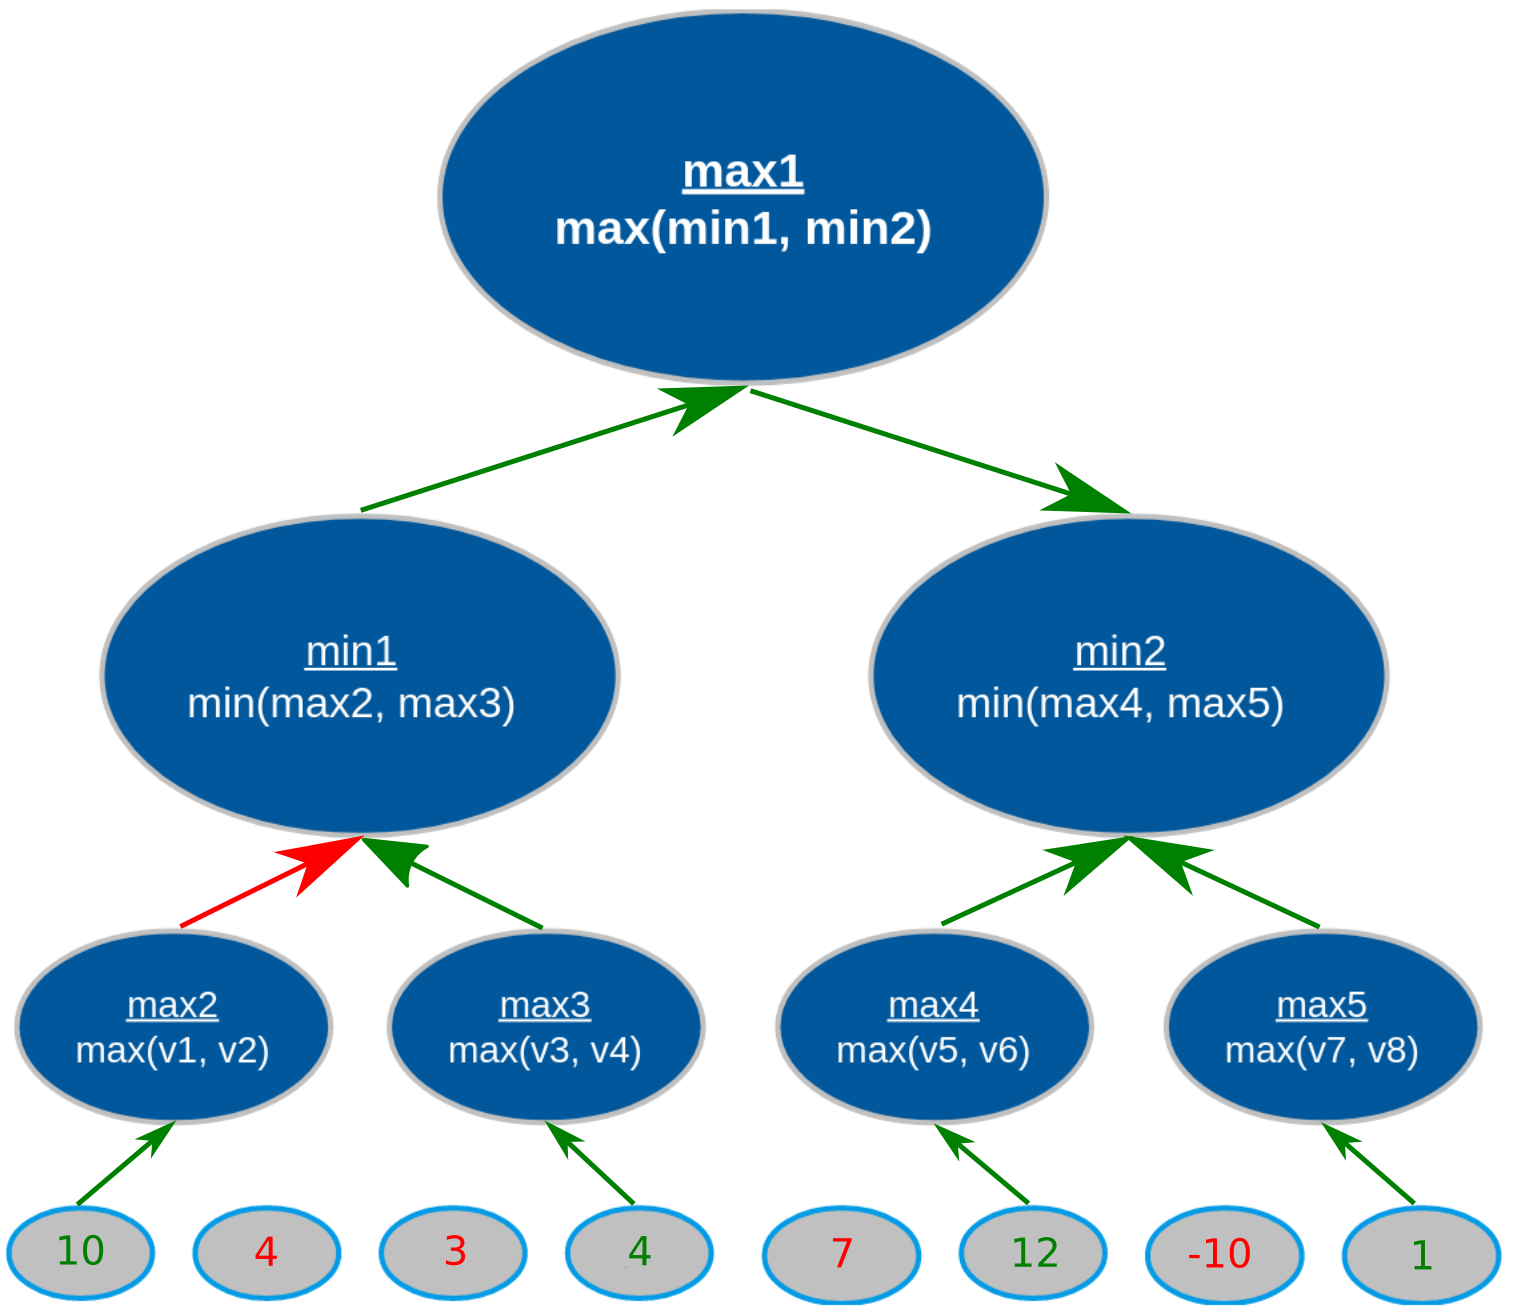 max1
max(min1, min2)
min1
min(max2, max3)
min2
min(max4, max5)
max2
max(v1, v2)
max3
max(v3, v4)
max4
max(v5, v6)
max5
max(v7, v8)
10
4
3
4
7
12
-10
1